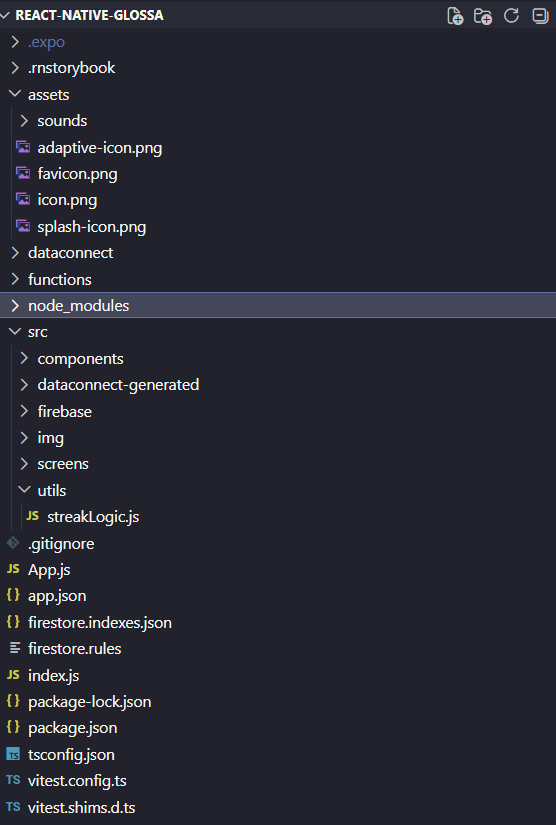 REACT-NATIVE-GLOSSA
.expo
.rnstorybook
assets
sounds
adaptive-icon.png
favicon.png
icon.png
splash-icon.png
dataconnect
functions
node_modules
src
components
dataconnect-generated
firebase
img
screens
utils
JS streakLogic.js
.gitignore
JS App.js
{} app.json
{} firestore.indexes.json
firestore.rules
JS index.js
{} package-lock.json
{} package.json
TS tsconfig.json
TS vitest.config.ts
TS vitest.shims.d.ts